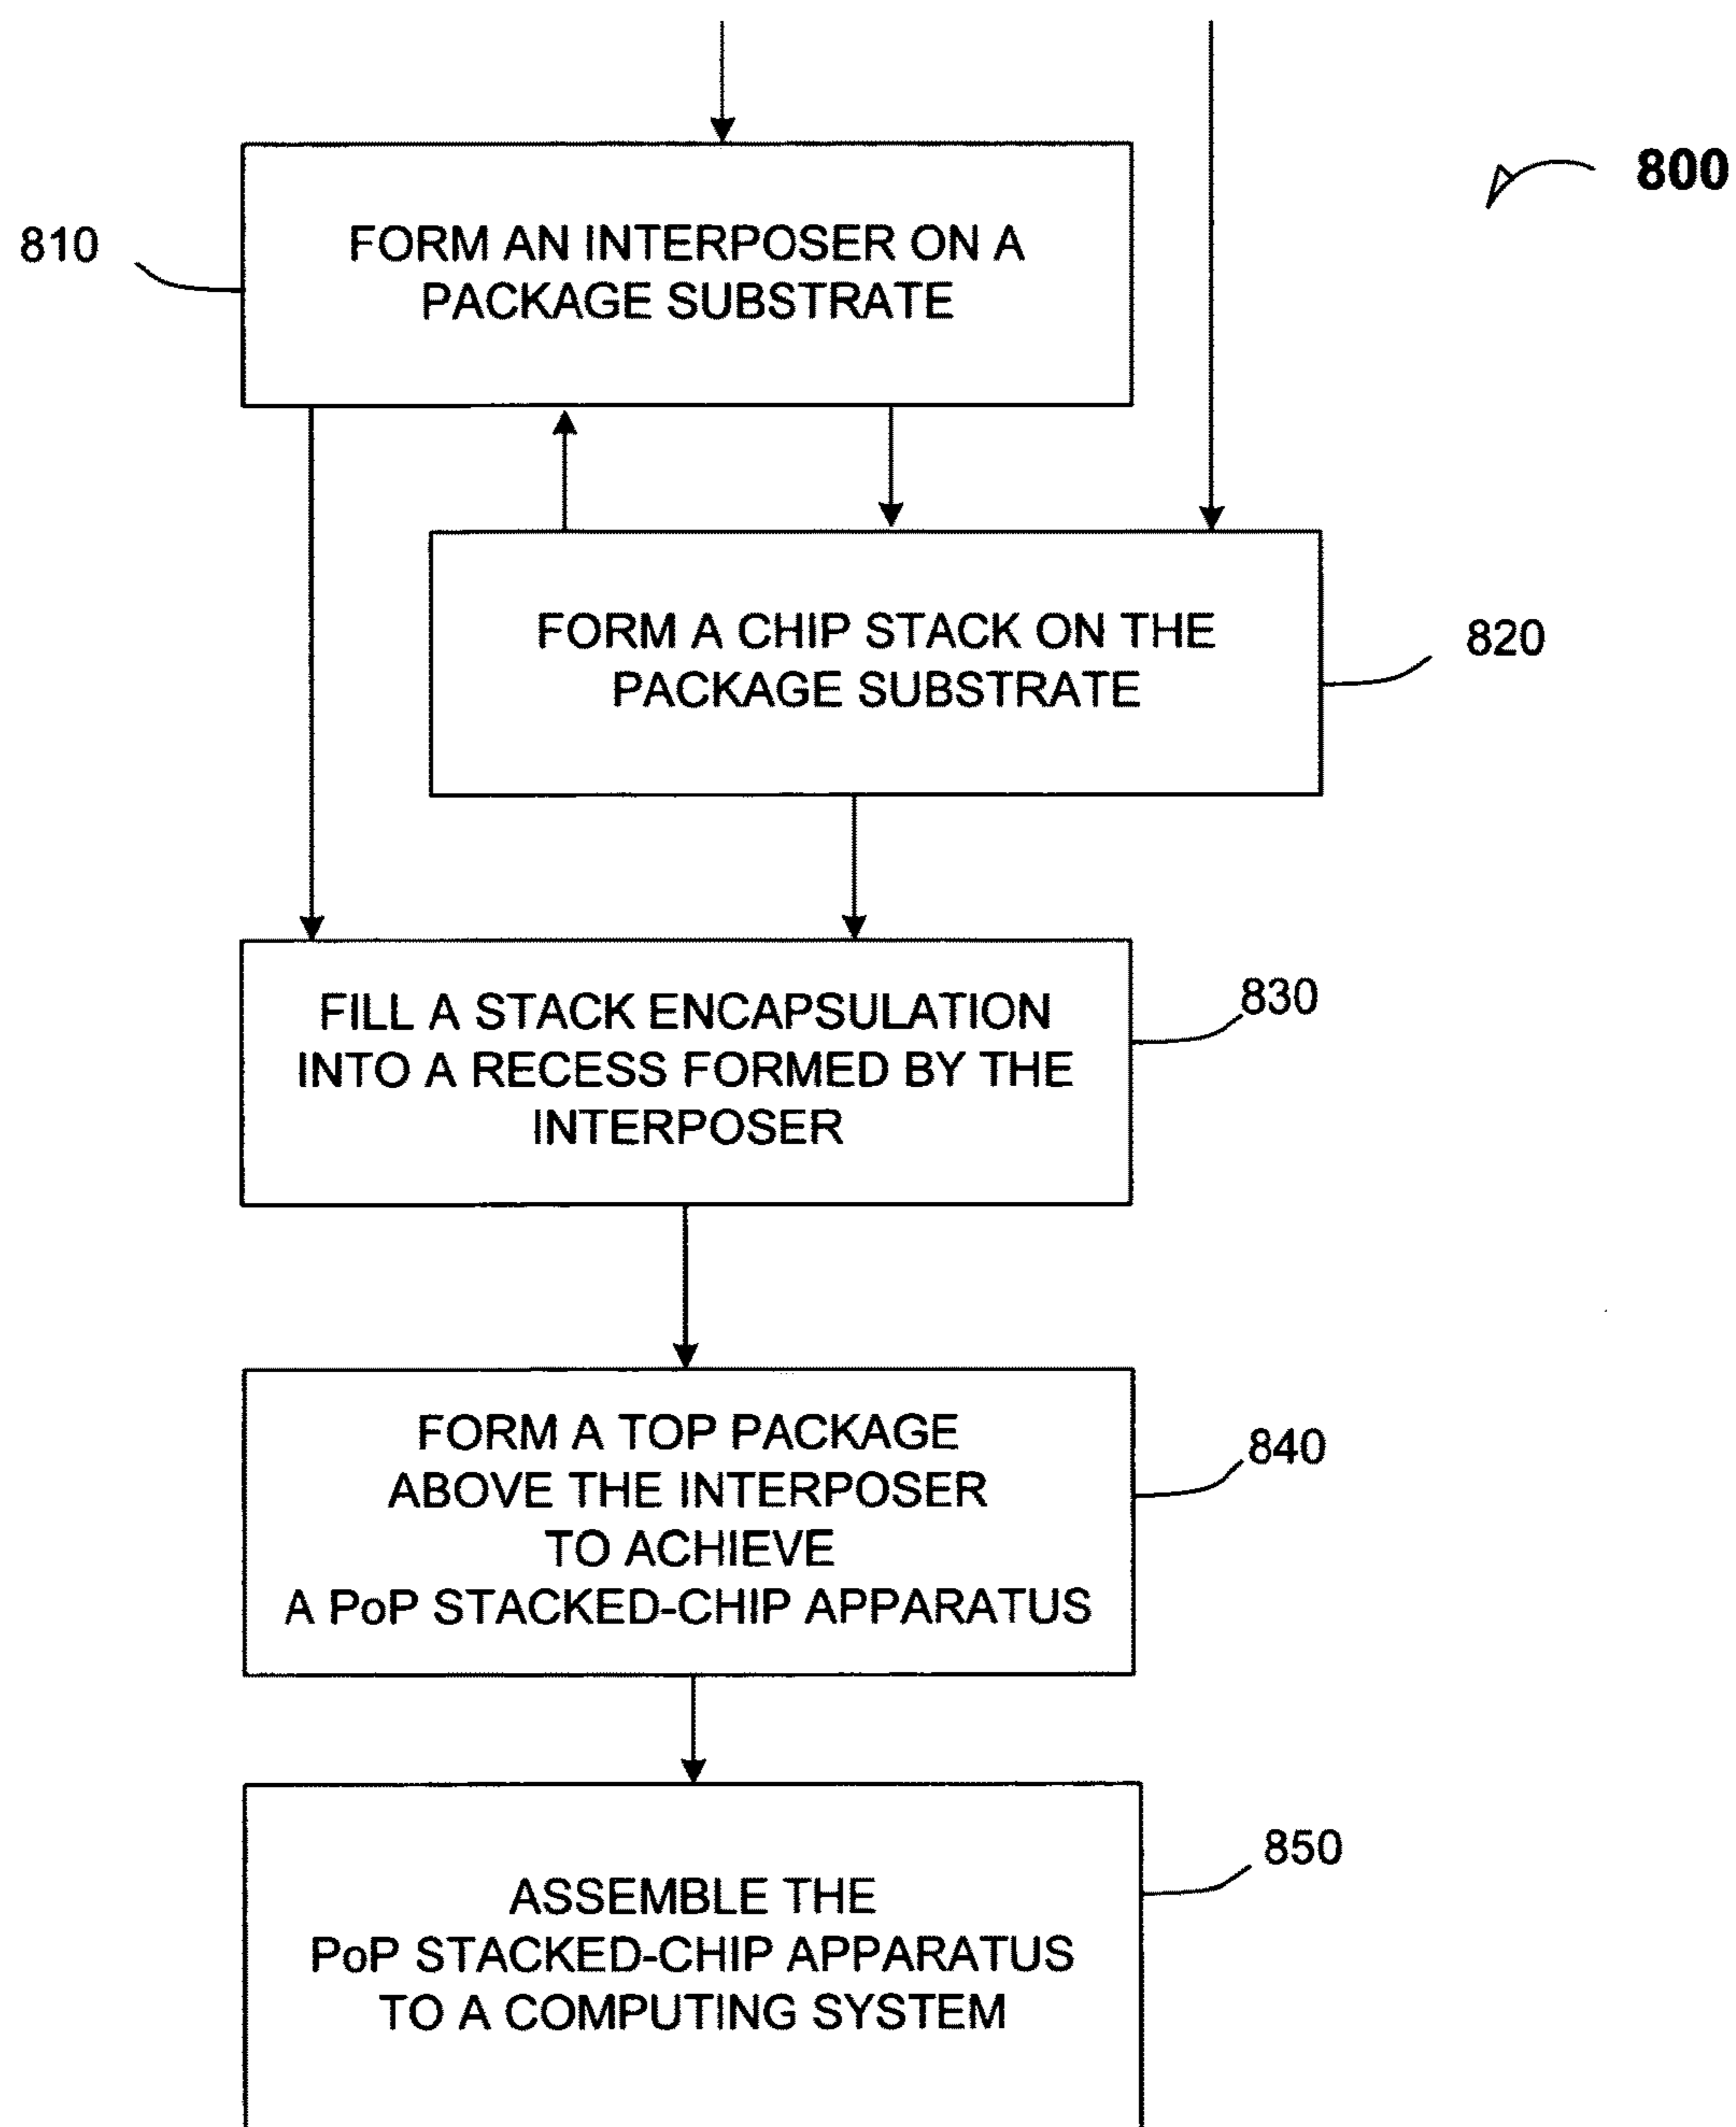 800
810
FORM AN INTERPOSER ON A
PACKAGE SUBSTRATE
FORM A CHIP STACK ON THE
PACKAGE SUBSTRATE
820
FILL A STACK ENCAPSULATION
INTO A RECESS FORMED BY THE
INTERPOSER
830
FORM A TOP PACKAGE
ABOVE THE INTERPOSER
TO ACHIEVE
A PoP STACKED-CHIP APPARATUS
840
ASSEMBLE THE
PoP STACKED-CHIP APPARATUS
TO A COMPUTING SYSTEM
850